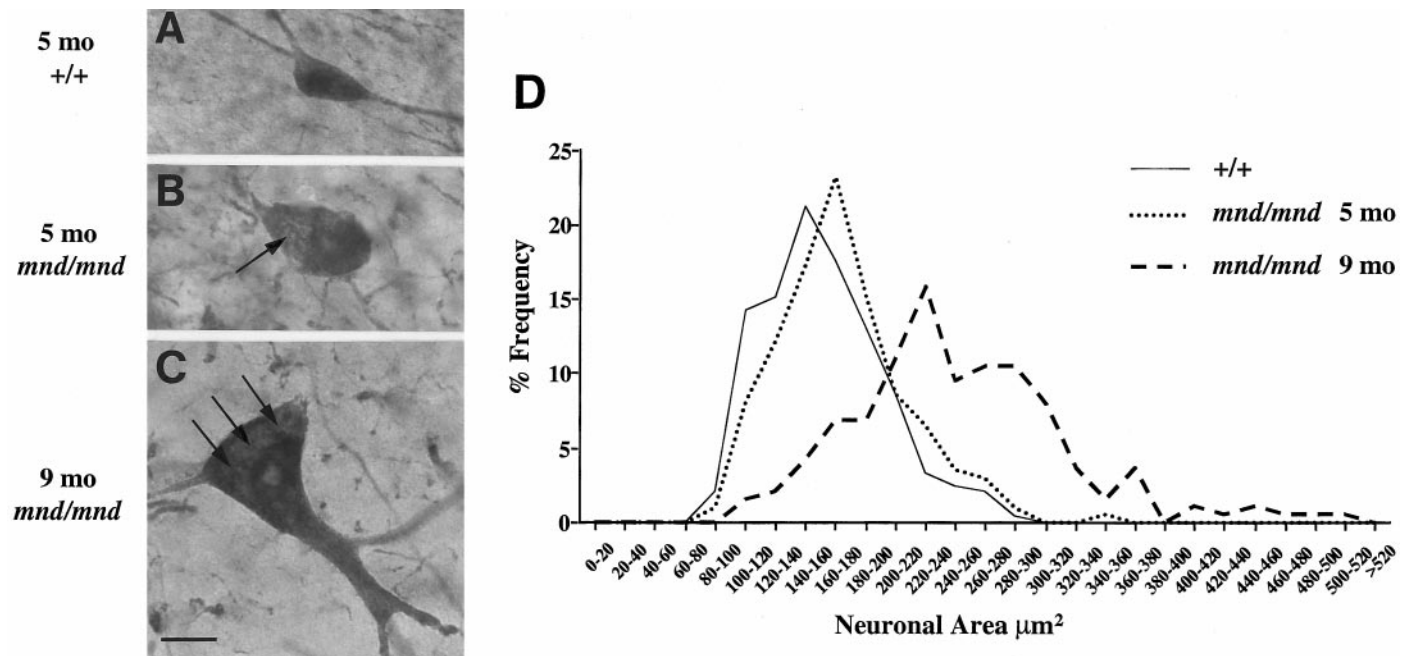 A
5 mo
+/+
B
5 mo
mnd/mnd
C
9 mo
mnd/mnd
D
25
20
15
10
5
0
% Frequency
+/+
mnd/mnd 5 mo
mnd/mnd 9 mo
0-20
20-40
40-60
60-80
80-100
100-120
120-140
140-160
160-180
180-200
200-220
220-240
240-260
260-280
280-300
300-320
320-340
340-360
360-380
380-400
400-420
420-440
440-460
460-480
480-500
500-520
>520
Neuronal Area µm²